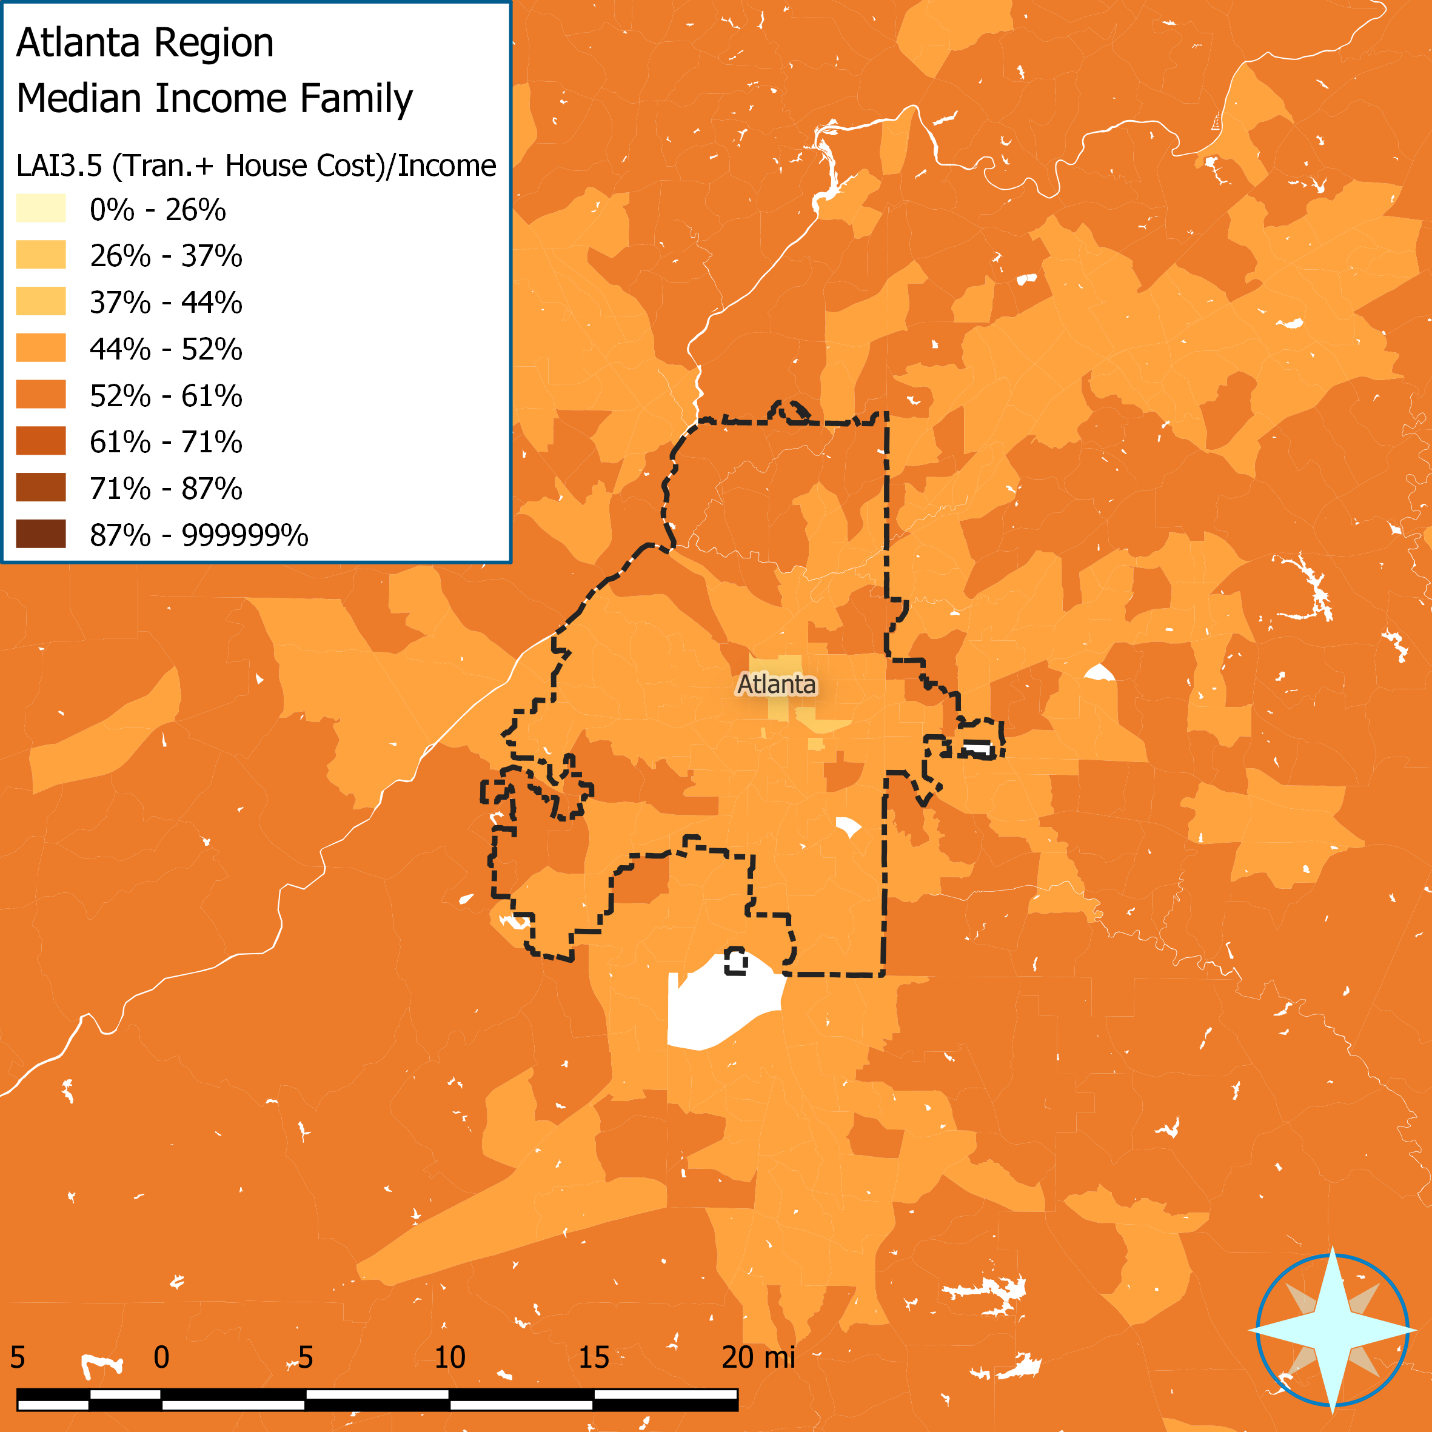 Atlanta Region
Median Income Family
LAI3.5 (Tran.+ House Cost)/Income
0% - 26%
26% - 37%
37% - 44%
44% - 52%
52% - 61%
61% - 71%
71% - 87%
87% - 999999%
Atlanta
5 0 5 10 15 20 mi